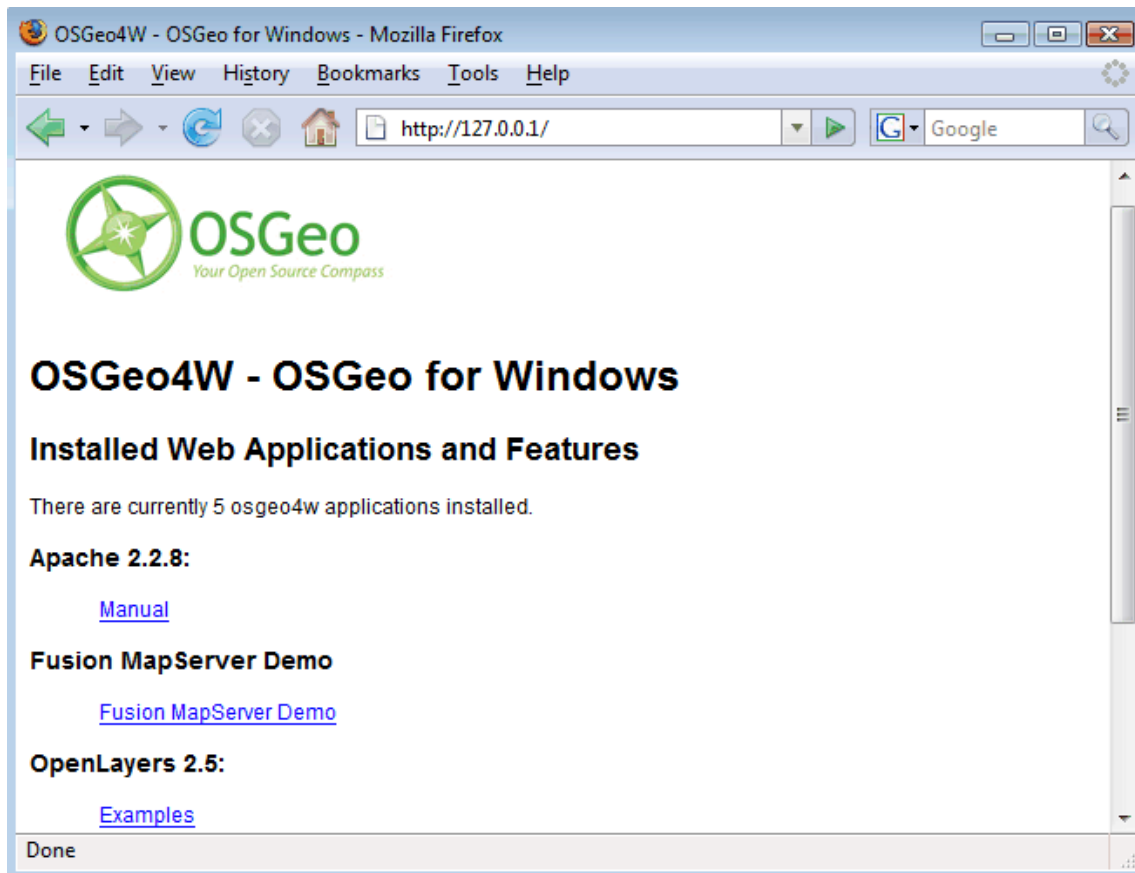 OSGeo4W - OSGeo for Windows - Mozilla Firefox
File Edit View History Bookmarks Tools Help
http://127.0.0.1/
G
Google
OSGeo
Your Open Source Compass
OSGeo4W - OSGeo for Windows
Installed Web Applications and Features
There are currently 5 osgeo4w applications installed.
Apache 2.2.8:
Manual
Fusion MapServer Demo
Fusion MapServer Demo
OpenLayers 2.5:
Examples
Done